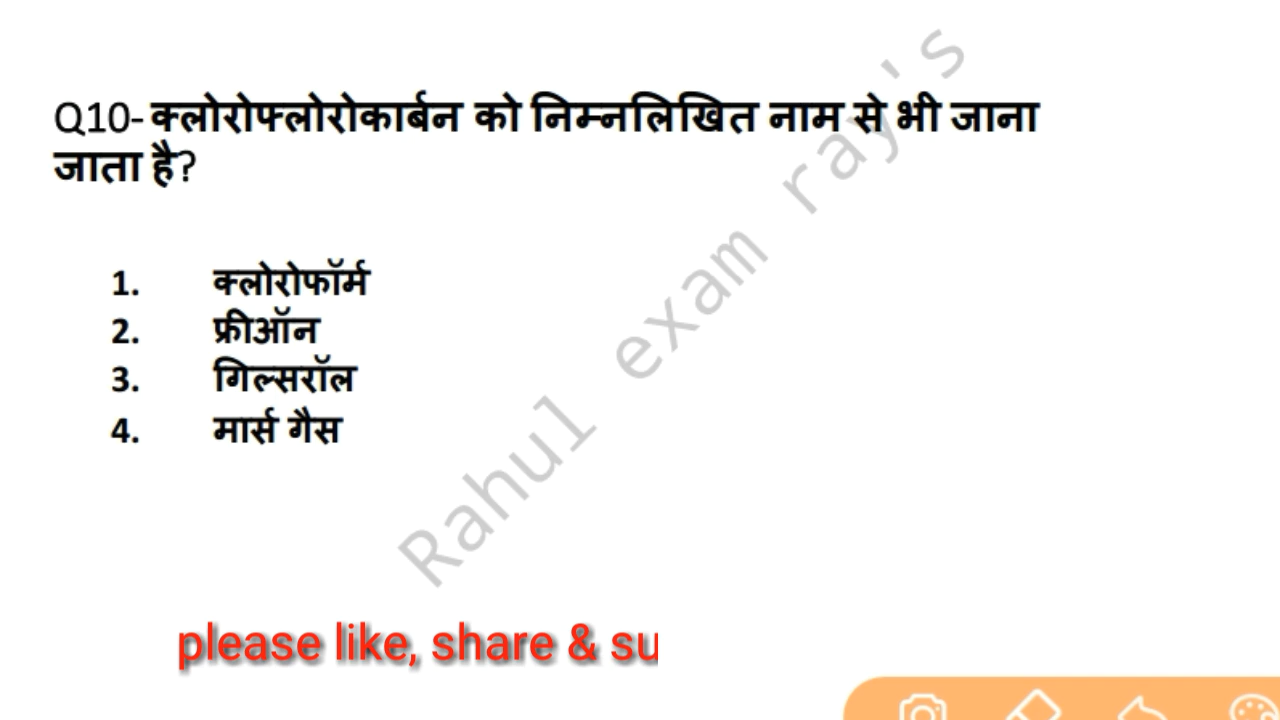 Q10- क्लोरोफ्लोरोकार्बन को निम्नलिखित नाम से भी जाना
जाता है?
1. क्लोरोफॉर्म
2. फ्रीऑन
3. गिल्सरॉल
4. मार्स गैस
Rahul exam ray's
please like, share & su